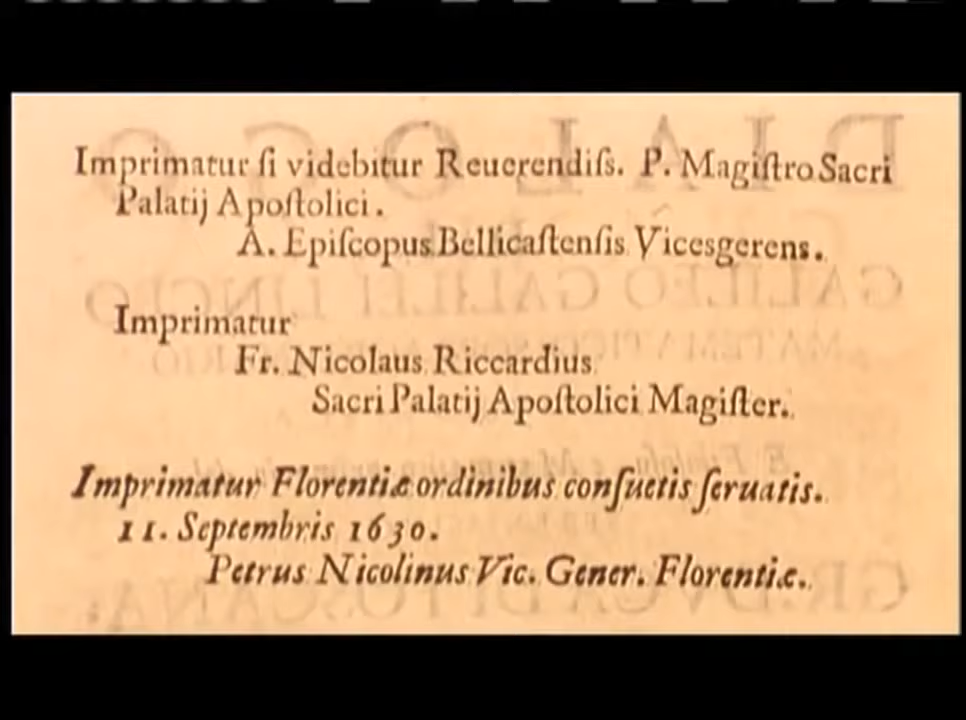 Imprimatur ſi videbitur Reuerendiſs. P. Magiſtro Sacri
Palatij Apoſtolici.
A. Epiſcopus Bellicaſtenſis Vicesgerens.
Imprimatur
Fr. Nicolaus Riccardius
Sacri Palatij Apoſtolici Magiſter.
Imprimatur Florentiæ ordinibus conſuetis ſeruatis.
11. Septembris 1630.
Petrus Nicolinus Vic. Gener. Florentiæ.